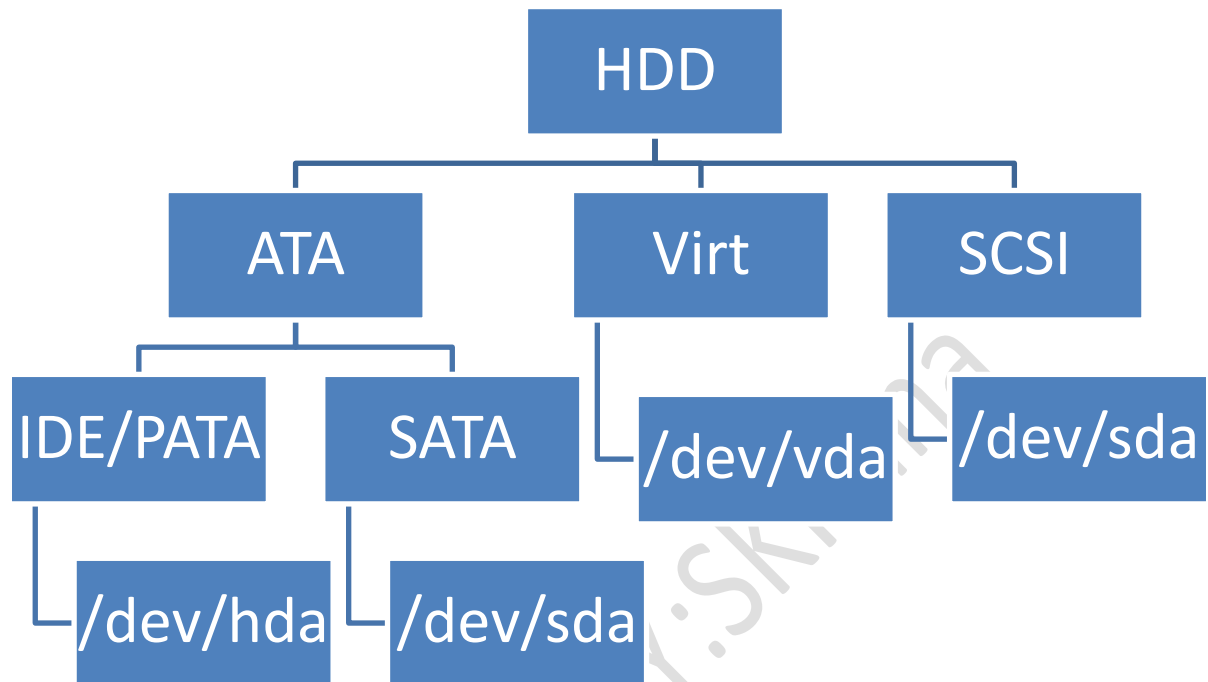 HDD
ATA
Virt
SCSI
IDE/PATA
SATA
/dev/vda
/dev/sda
/dev/hda
/dev/sda